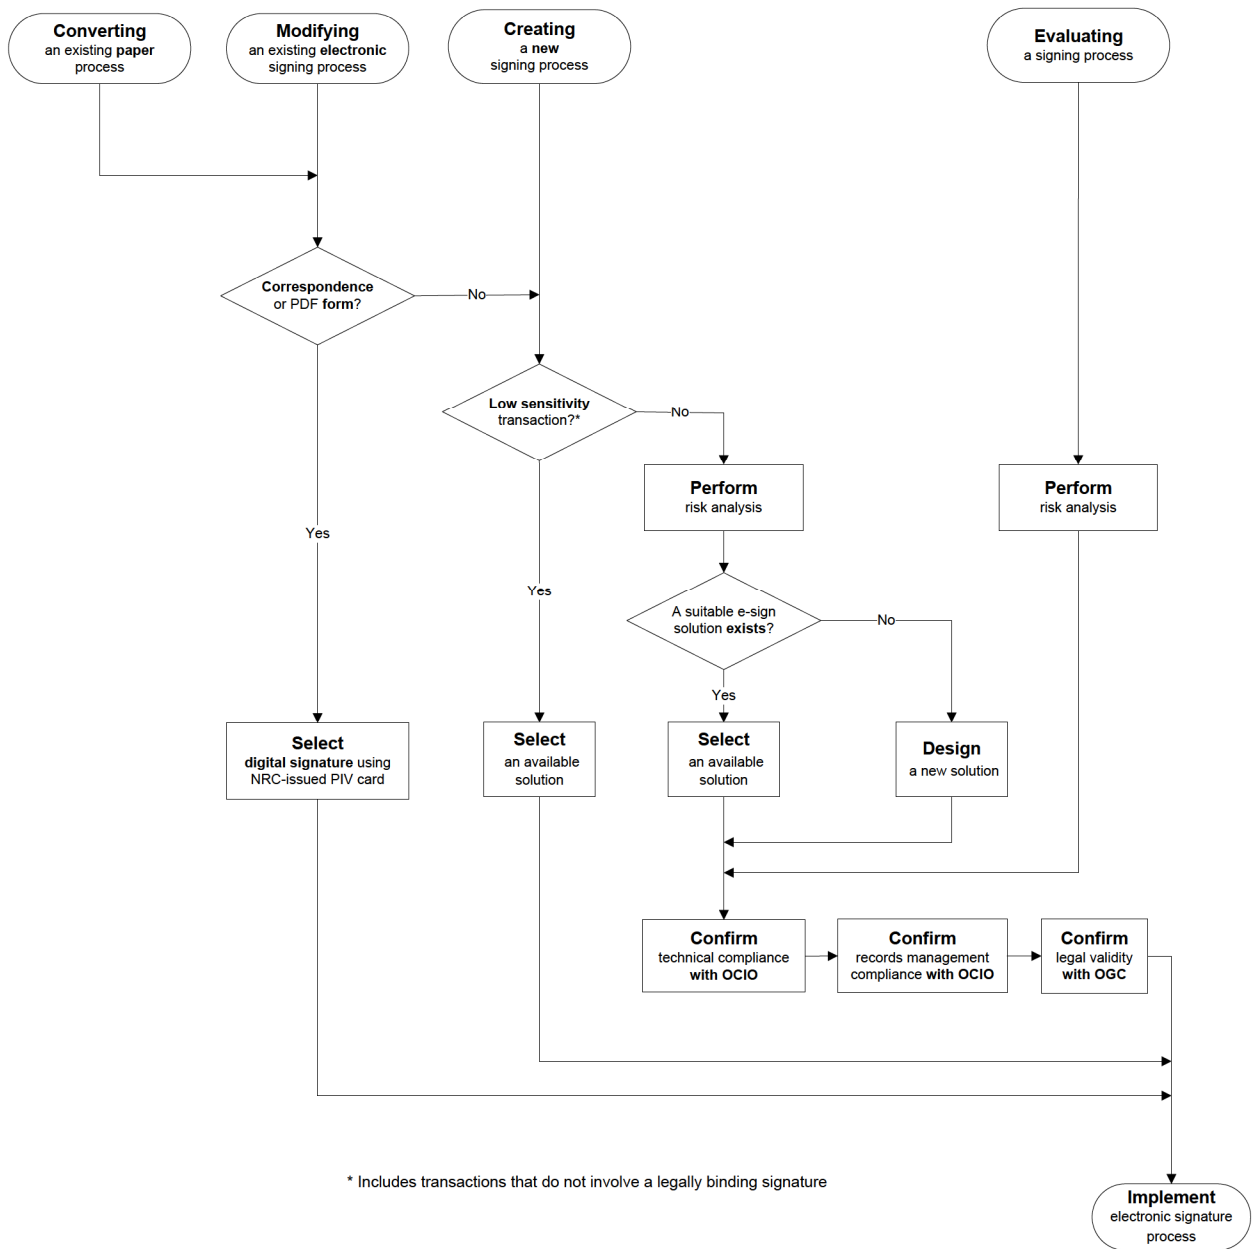 Converting
an existing paper
process
Modifying
an existing electronic
signing process
Creating
a new
signing process
Evaluating
a signing process
Correspondence
or PDF form?
No
Low sensitivity
transaction?*
No
Perform
risk analysis
Perform
risk analysis
Yes
Yes
A suitable e-sign
solution exists?
No
Yes
Select
digital signature using
NRC-issued PIV card
Select
an available
solution
Select
an available
solution
Design
a new solution
Confirm
technical compliance
with OCIO
Confirm
records management
compliance with OCIO
Confirm
legal validity
with OGC
* Includes transactions that do not involve a legally binding signature
Implement
electronic signature
process